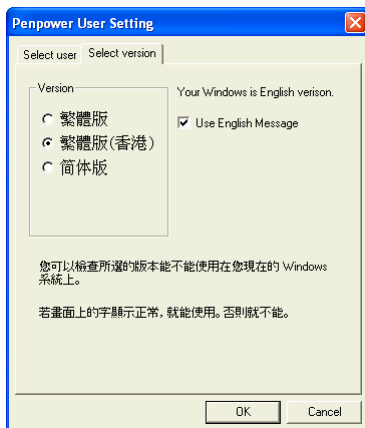 Penpower User Setting
Select user
Select version
Version
Your Windows is English verison.
繁體版
Use English Message
繁體版(香港)
简体版
您可以檢查所選的版本能不能使用在您現在的 Windows
系統上。
若畫面上的字顯示正常,就能使用。否則就不能。
OK
Cancel